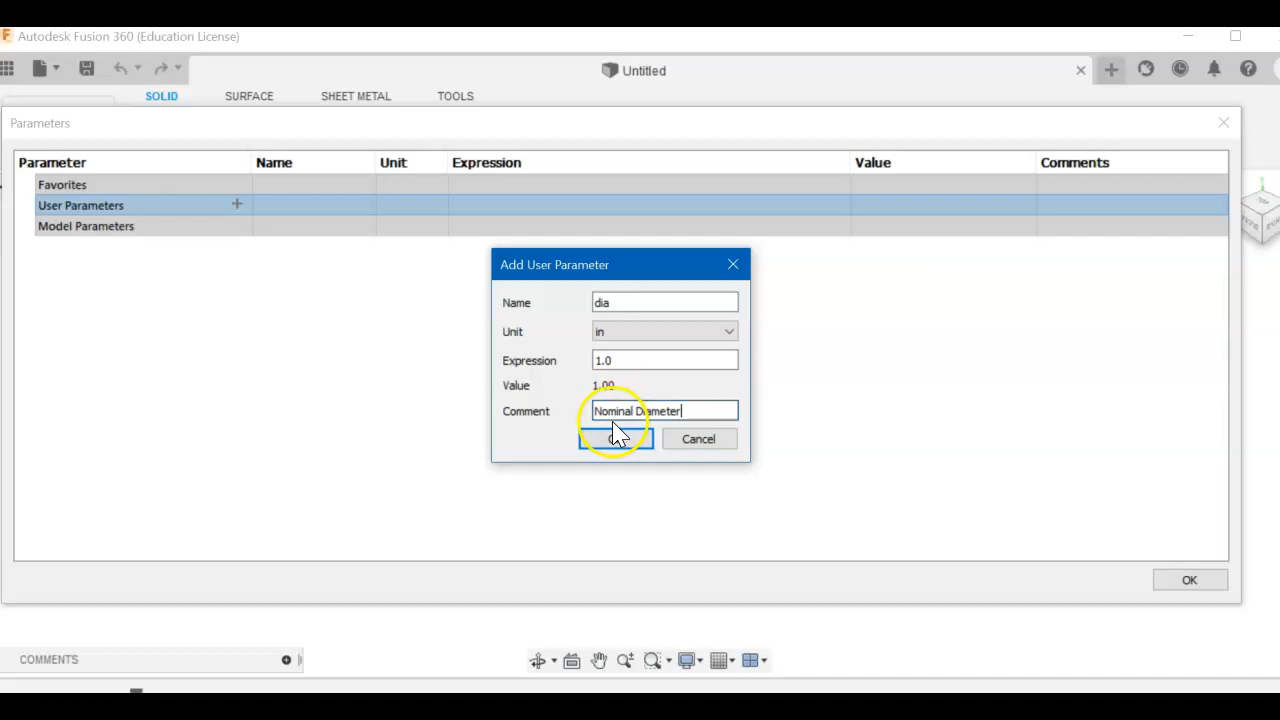 Autodesk Fusion 360 (Education License)
Untitled
SOLID SURFACE SHEET METAL TOOLS
Parameters
Parameter Name Unit Expression Value Comments
Favorites
User Parameters +
Model Parameters
Add User Parameter
Name dia
Unit in
Expression 1.0
Value 1.00
Comment Nominal Diameter
Cancel
OK
COMMENTS